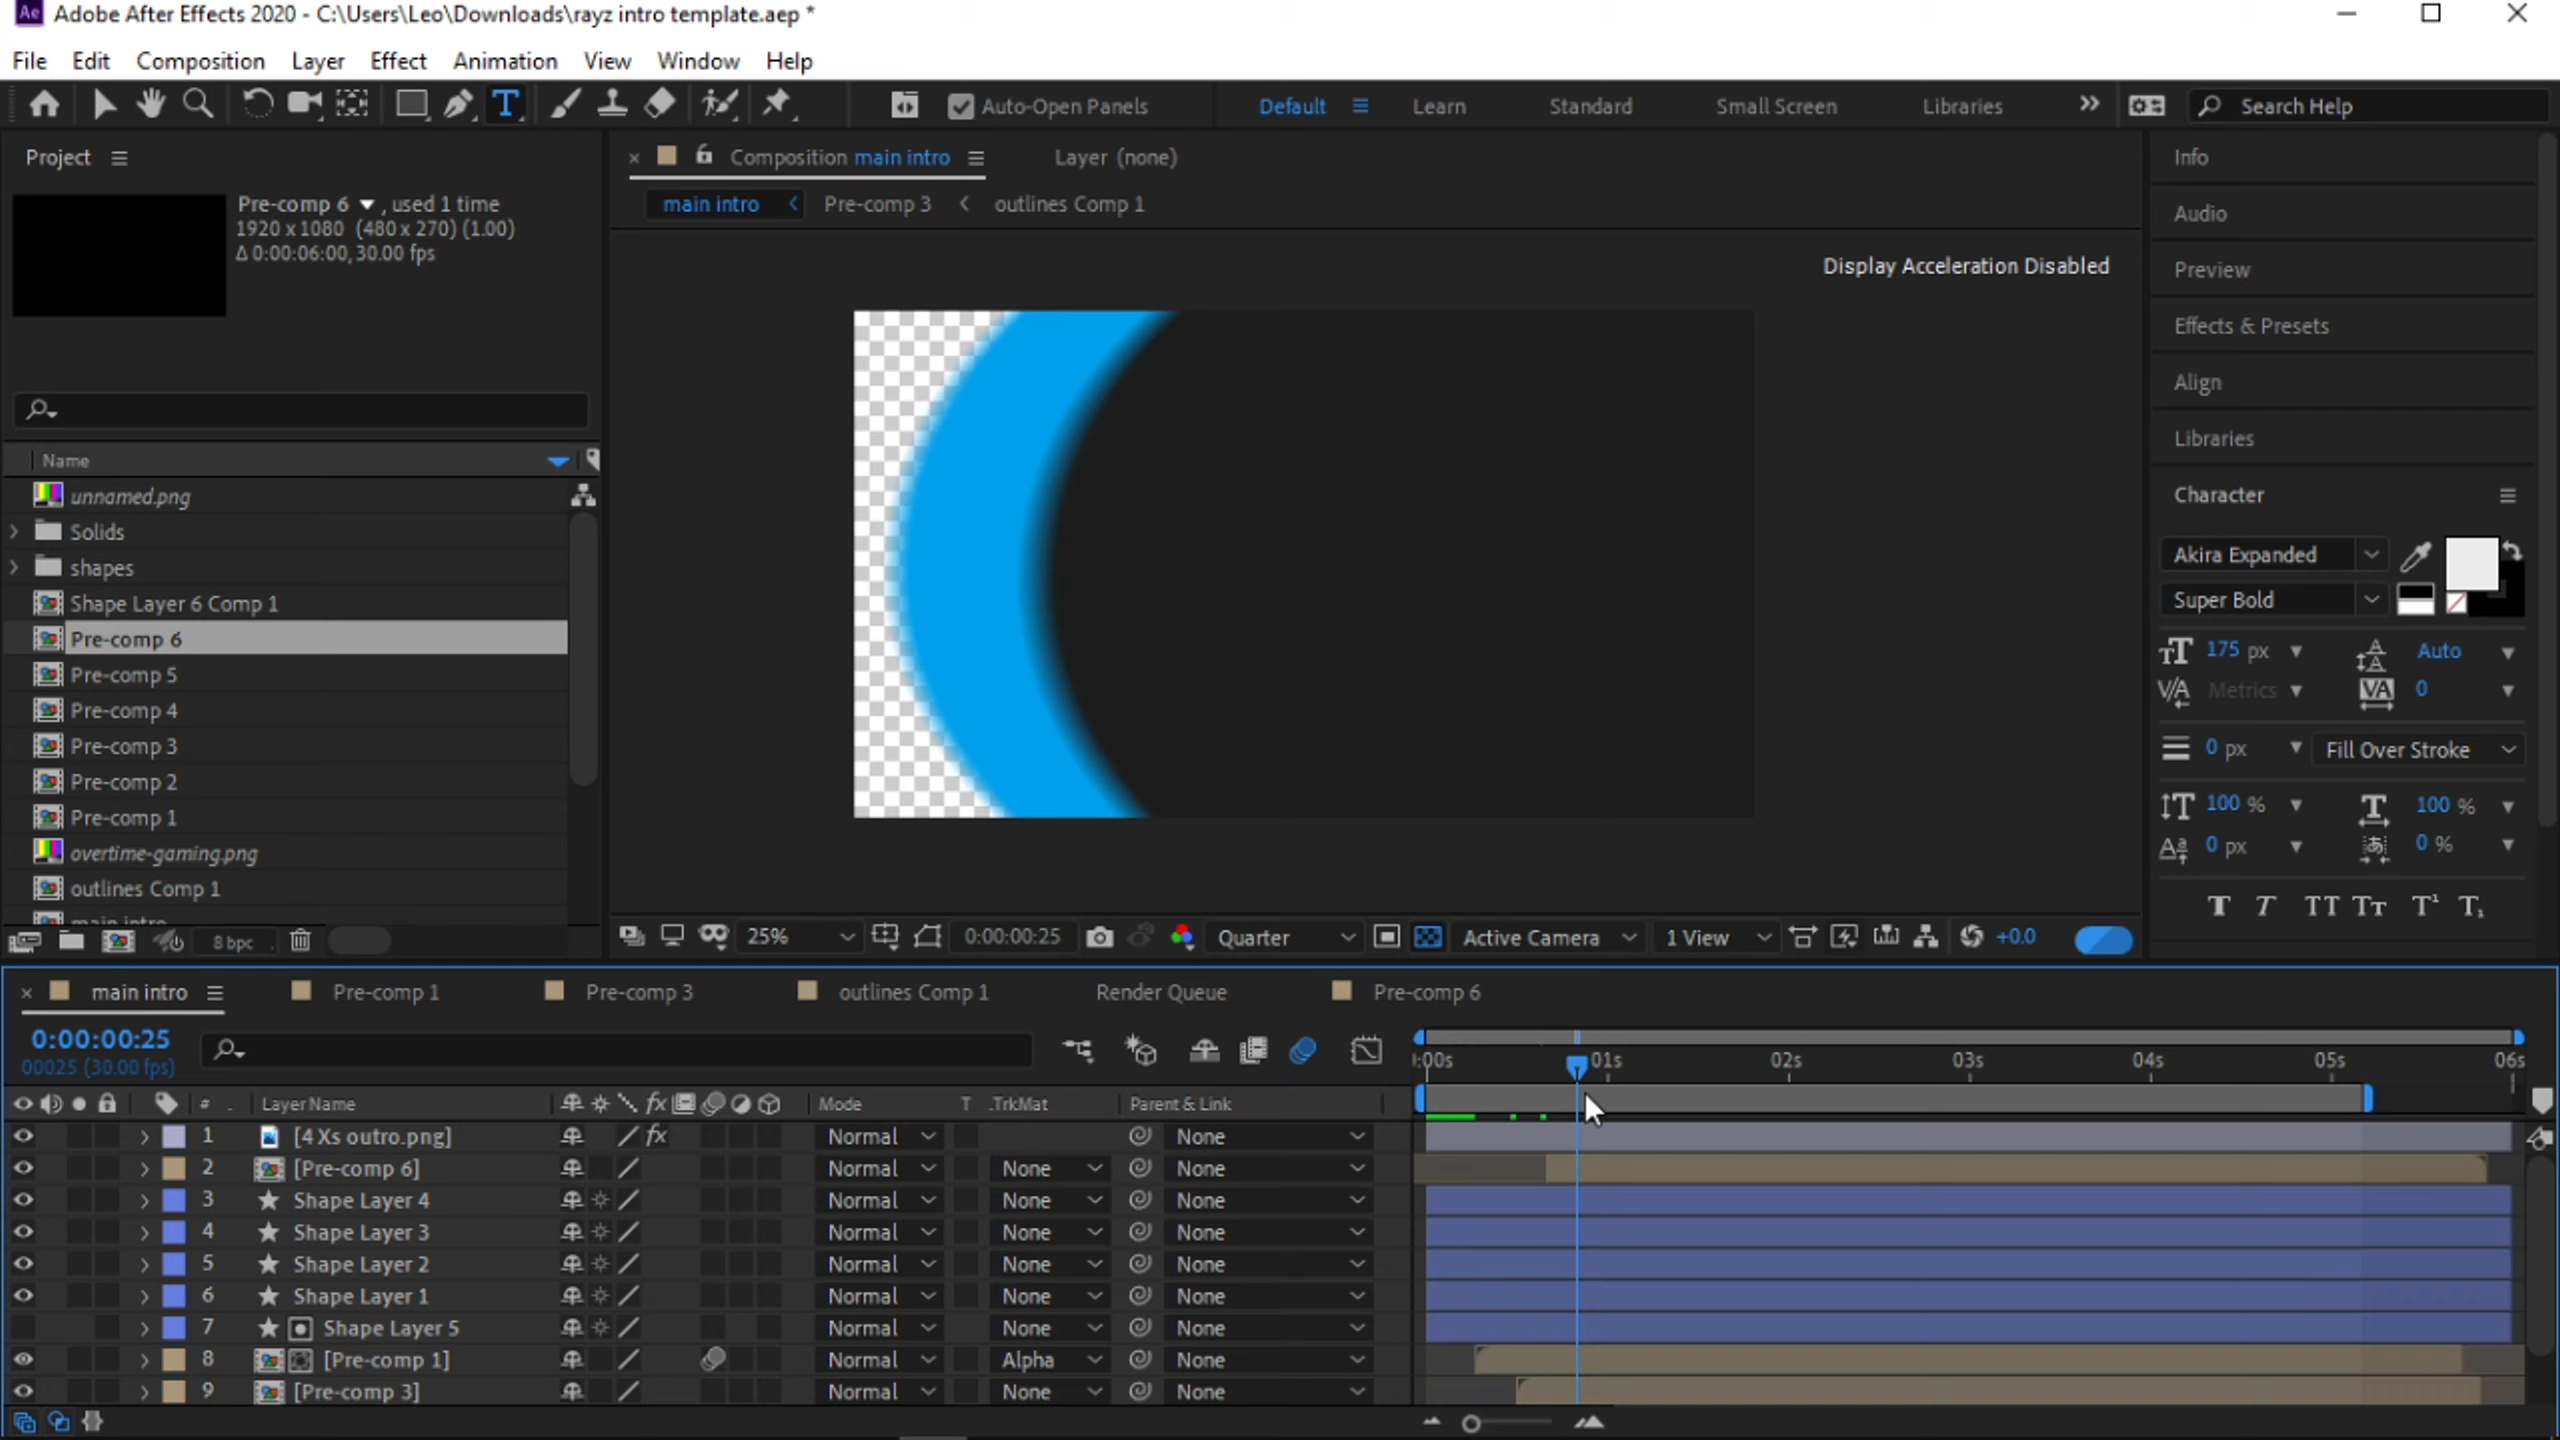 Ae Adobe After Effects 2020 - C:\Users\Leo\Downloads\rayz intro template.aep *
File Edit Composition Layer Effect Animation View Window Help
Auto-Open Panels Default Learn Standard Small Screen Libraries Search Help
Project
Pre-comp 6 , used 1 time
1920 x 1080 (480 x 270) (1.00)
Δ 0:00:06:00, 30.00 fps
Name
unnamed.png
Solids
shapes
Shape Layer 6 Comp 1
Pre-comp 6
Pre-comp 5
Pre-comp 4
Pre-comp 3
Pre-comp 2
Pre-comp 1
overtime-gaming.png
outlines Comp 1
main intro
8 bpc
Composition main intro Layer (none)
main intro Pre-comp 3 outlines Comp 1
Display Acceleration Disabled
25% 0:00:00:25 Quarter Active Camera 1 View +0.0
Info
Audio
Preview
Effects & Presets
Align
Libraries
Character
Akira Expanded
Super Bold
175 px Auto
Metrics 0
0 px Fill Over Stroke
100 % 100 %
0 px 0 %
main intro Pre-comp 1 Pre-comp 3 outlines Comp 1 Render Queue Pre-comp 6
0:00:00:25
00025 (30.00 fps)
:00s 01s 02s 03s 04s 05s 06s
# Layer Name Mode T .TrkMat Parent & Link
1 [4 Xs outro.png] Normal None
2 [Pre-comp 6] Normal None None
3 Shape Layer 4 Normal None None
4 Shape Layer 3 Normal None None
5 Shape Layer 2 Normal None None
6 Shape Layer 1 Normal None None
7 Shape Layer 5 Normal None None
8 [Pre-comp 1] Normal Alpha None
9 [Pre-comp 3] Normal None None